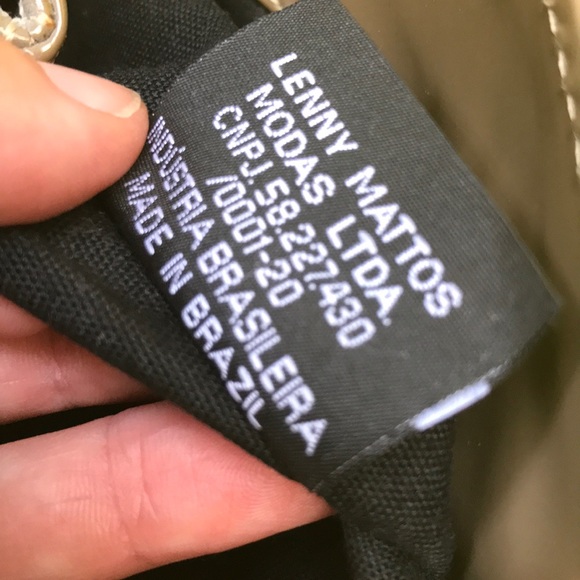 LENNY MATTOS
MODAS LTDA.
CNPJ 58.227.430
/0001-20
INDÚSTRIA BRASILEIRA
MADE IN BRAZIL